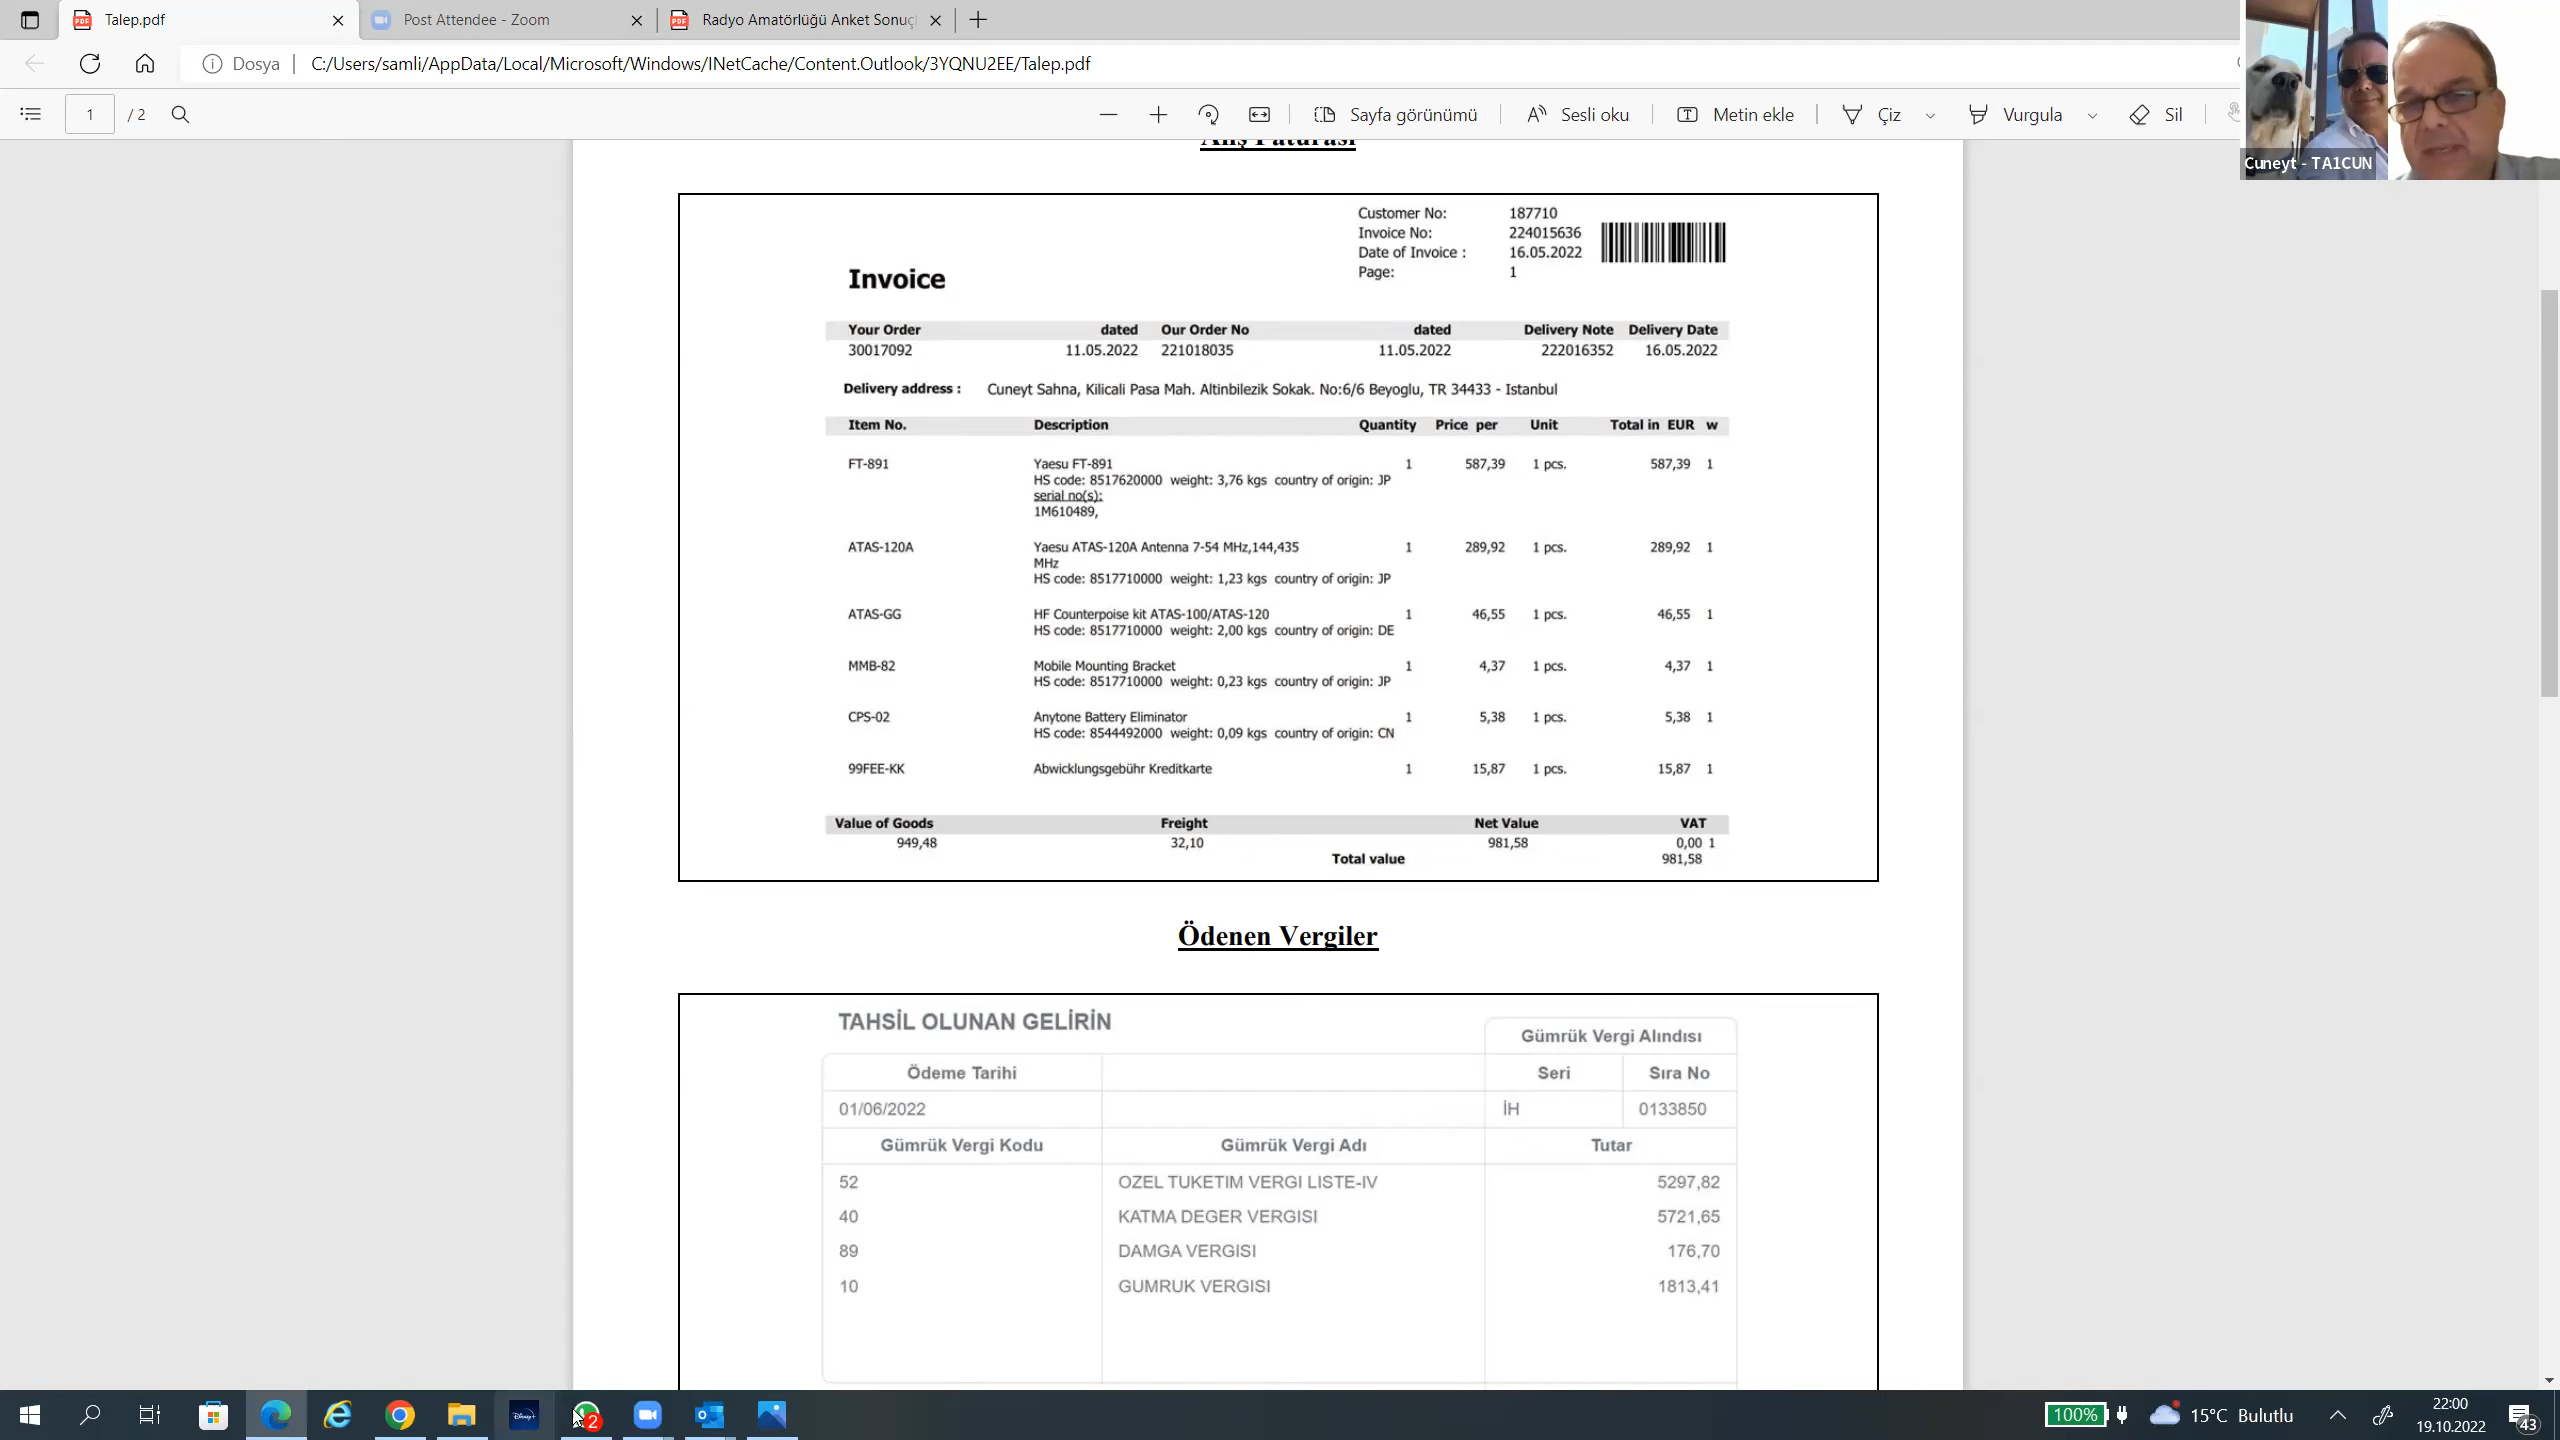 Talep.pdf
Post Attendee - Zoom
Radyo Amatörlüğü Anket Sonuç
Dosya
C:/Users/samli/AppData/Local/Microsoft/Windows/INetCache/Content.Outlook/3YQNU2EE/Talep.pdf
1 / 2
Sayfa görünümü
Sesli oku
Metin ekle
Çiz
Vurgula
Sil
Cuneyt - TA1CUN
Alış Faturası
Customer No: 187710
Invoice No: 224015636
Date of Invoice : 16.05.2022
Page: 1
Invoice
Your Order dated Our Order No dated Delivery Note Delivery Date
30017092 11.05.2022 221018035 11.05.2022 222016352 16.05.2022
Delivery address : Cuneyt Sahna, Kilicali Pasa Mah. Altinbilezik Sokak. No:6/6 Beyoglu, TR 34433 - Istanbul
Item No. Description Quantity Price per Unit Total in EUR w
FT-891 Yaesu FT-891 1 587,39 1 pcs. 587,39 1
HS code: 8517620000 weight: 3,76 kgs country of origin: JP
serial no(s):
1M610489,
ATAS-120A Yaesu ATAS-120A Antenna 7-54 MHz,144,435 1 289,92 1 pcs. 289,92 1
MHz
HS code: 8517710000 weight: 1,23 kgs country of origin: JP
ATAS-GG HF Counterpoise kit ATAS-100/ATAS-120 1 46,55 1 pcs. 46,55 1
HS code: 8517710000 weight: 2,00 kgs country of origin: DE
MMB-82 Mobile Mounting Bracket 1 4,37 1 pcs. 4,37 1
HS code: 8517710000 weight: 0,23 kgs country of origin: JP
CPS-02 Anytone Battery Eliminator 1 5,38 1 pcs. 5,38 1
HS code: 8544492000 weight: 0,09 kgs country of origin: CN
99FEE-KK Abwicklungsgebühr Kreditkarte 1 15,87 1 pcs. 15,87 1
Value of Goods Freight Net Value VAT
949,48 32,10 981,58 0,00 1
Total value 981,58
Ödenen Vergiler
TAHSİL OLUNAN GELİRİN
Gümrük Vergi Alındısı
Ödeme Tarihi Seri Sıra No
01/06/2022 İH 0133850
Gümrük Vergi Kodu Gümrük Vergi Adı Tutar
52 OZEL TUKETIM VERGI LISTE-IV 5297,82
40 KATMA DEGER VERGISI 5721,65
89 DAMGA VERGISI 176,70
10 GUMRUK VERGISI 1813,41
Disney+
2
100%
15°C Bulutlu
22:00
19.10.2022
43